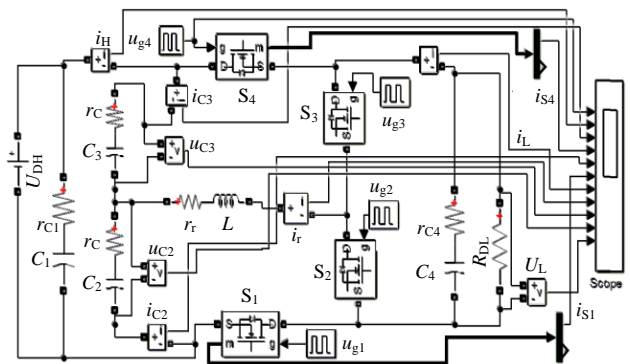 i_H
u_g4
g m
D S
S_4
i_C3
r_C
C_3
u_C3
S_3
g
D
S
u_g3
i_L
i_S4
U_DH
r_C1
C_1
r_r
L
i_r
u_g2
r_C
C_2
u_C2
i_C2
S_2
g
D
S
r_C4
C_4
R_DL
U_L
Scope
S_1
S D
m g
u_g1
i_S1